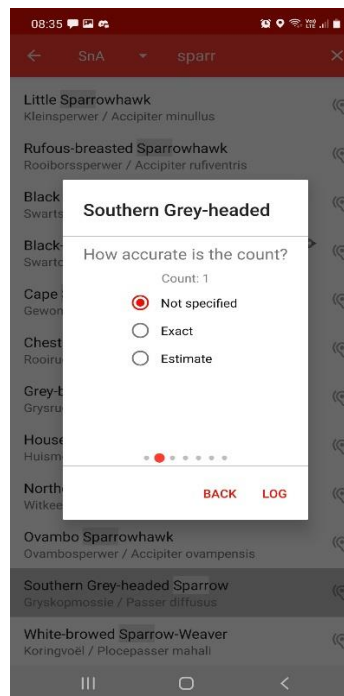 08:35
SnA sparr
Little Sparrowhawk
Kleinsperwer / Accipiter minullus
Rufous-breasted Sparrowhawk
Rooiborssperwer / Accipiter rufiventris
Black
Swarts
Southern Grey-headed
Black-
Swarto
How accurate is the count?
Count: 1
Cape
Gewon
Not specified
Exact
Chest
Rooiru
Estimate
Grey-b
Grysru
House
Huism
North
Witkee
BACK LOG
Ovambo Sparrowhawk
Ovambosperwer / Accipiter ovampensis
Southern Grey-headed Sparrow
Gryskopmossie / Passer diffusus
White-browed Sparrow-Weaver
Koringvoël / Plocepasser mahali